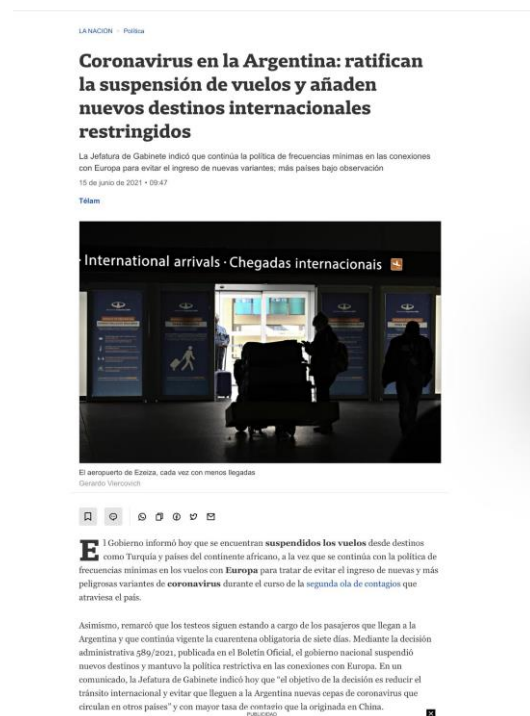 LA NACION > Política
Coronavirus en la Argentina: ratifican
la suspensión de vuelos y añaden
nuevos destinos internacionales
restringidos
La Jefatura de Gabinete indicó que continúa la política de frecuencias mínimas en las conexiones
con Europa para evitar el ingreso de nuevas variantes; más países bajo observación
15 de junio de 2021 • 09:47
Télam
International arrivals · Chegadas internacionais
El aeropuerto de Ezeiza, cada vez con menos llegadas
Gerardo Viercovich
El Gobierno informó hoy que se encuentran suspendidos los vuelos desde destinos
como Turquía y países del continente africano, a la vez que se continúa con la política de
frecuencias mínimas en los vuelos con Europa para tratar de evitar el ingreso de nuevas y más
peligrosas variantes de coronavirus durante el curso de la segunda ola de contagios que
atraviesa el país.
Asimismo, remarcó que los testeos siguen estando a cargo de los pasajeros que llegan a la
Argentina y que continúa vigente la cuarentena obligatoria de siete días. Mediante la decisión
administrativa 589/2021, publicada en el Boletín Oficial, el gobierno nacional suspendió
nuevos destinos y mantuvo la política restrictiva en las conexiones con Europa. En un
comunicado, la Jefatura de Gabinete indicó hoy que "el objetivo de la decisión es reducir el
tránsito internacional y evitar que lleguen a la Argentina nuevas cepas de coronavirus que
circulan en otros países" y con mayor tasa de contagio que la originada en China.
PUBLICIDAD